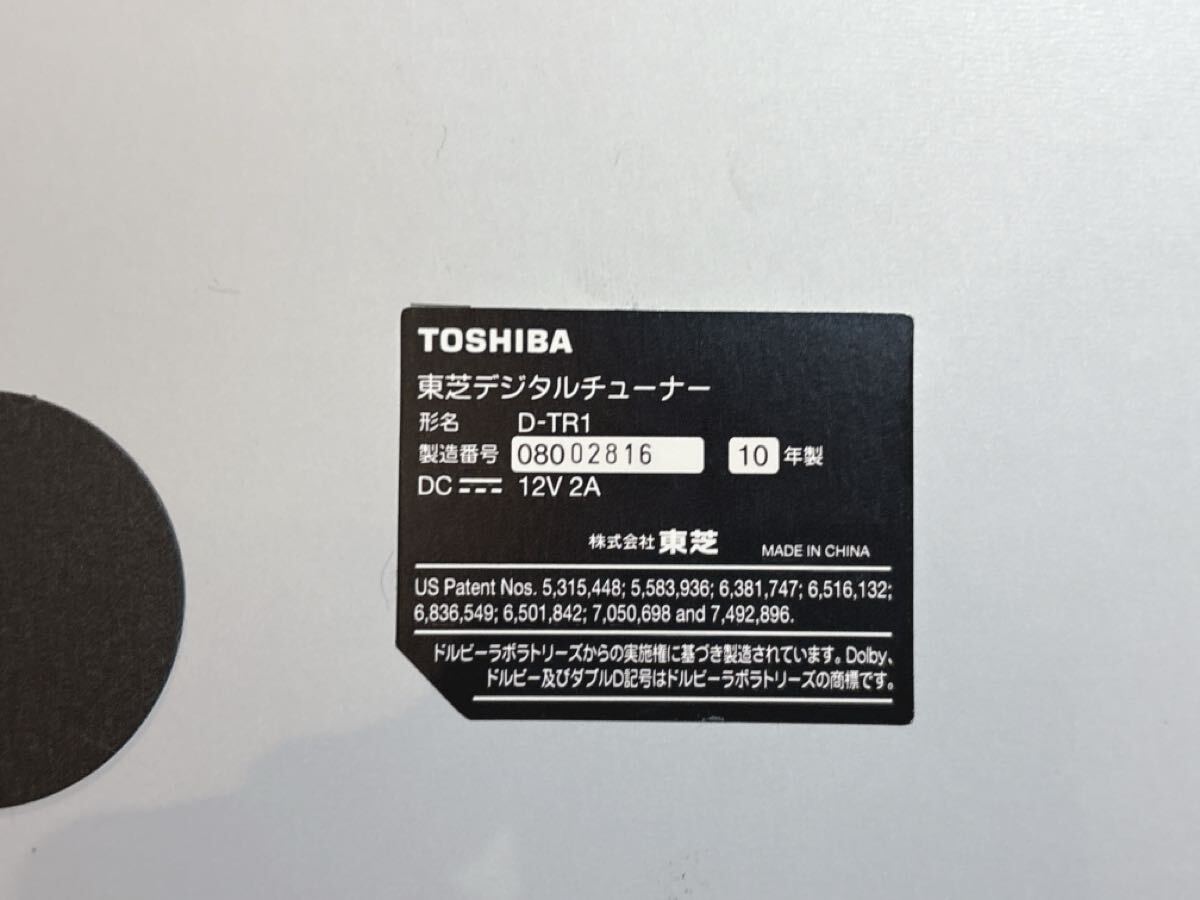 TOSHIBA
東芝デジタルチューナー
形名 D-TR1
製造番号 08002816 10 年製
DC 12V 2A
株式会社 東芝 MADE IN CHINA
US Patent Nos. 5,315,448; 5,583,936; 6,381,747; 6,516,132;
6,836,549; 6,501,842; 7,050,698 and 7,492,896.
ドルビーラボラトリーズからの実施権に基づき製造されています。Dolby、
ドルビー及びダブルD記号はドルビーラボラトリーズの商標です。